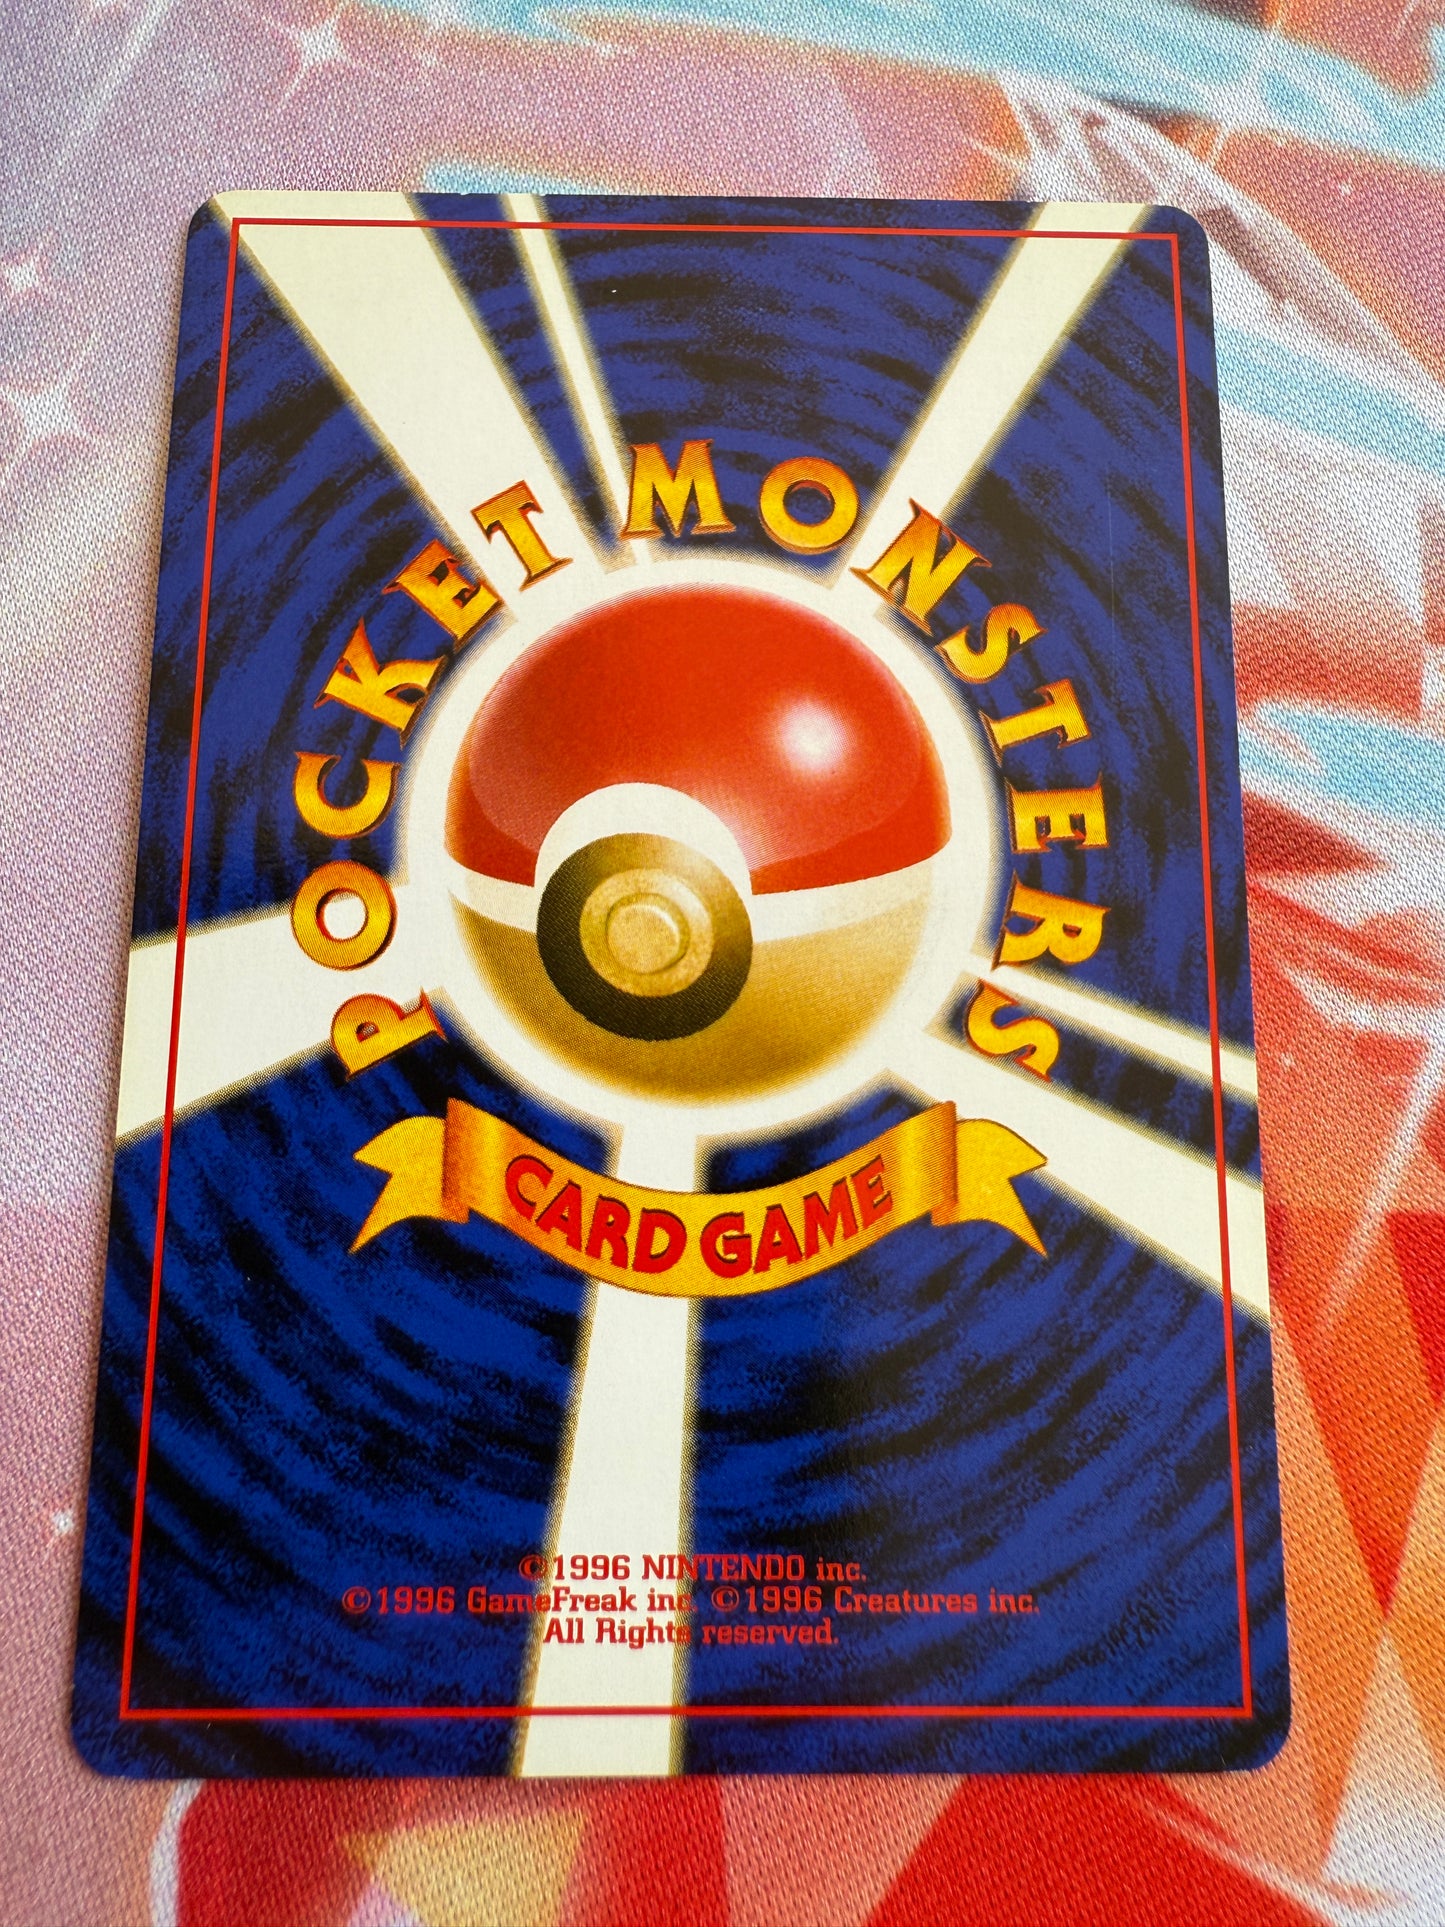 POCKET MONSTERS
CARD GAME
©1996 NINTENDO inc.
©1996 GameFreak inc. ©1996 Creatures inc.
All Rights reserved.